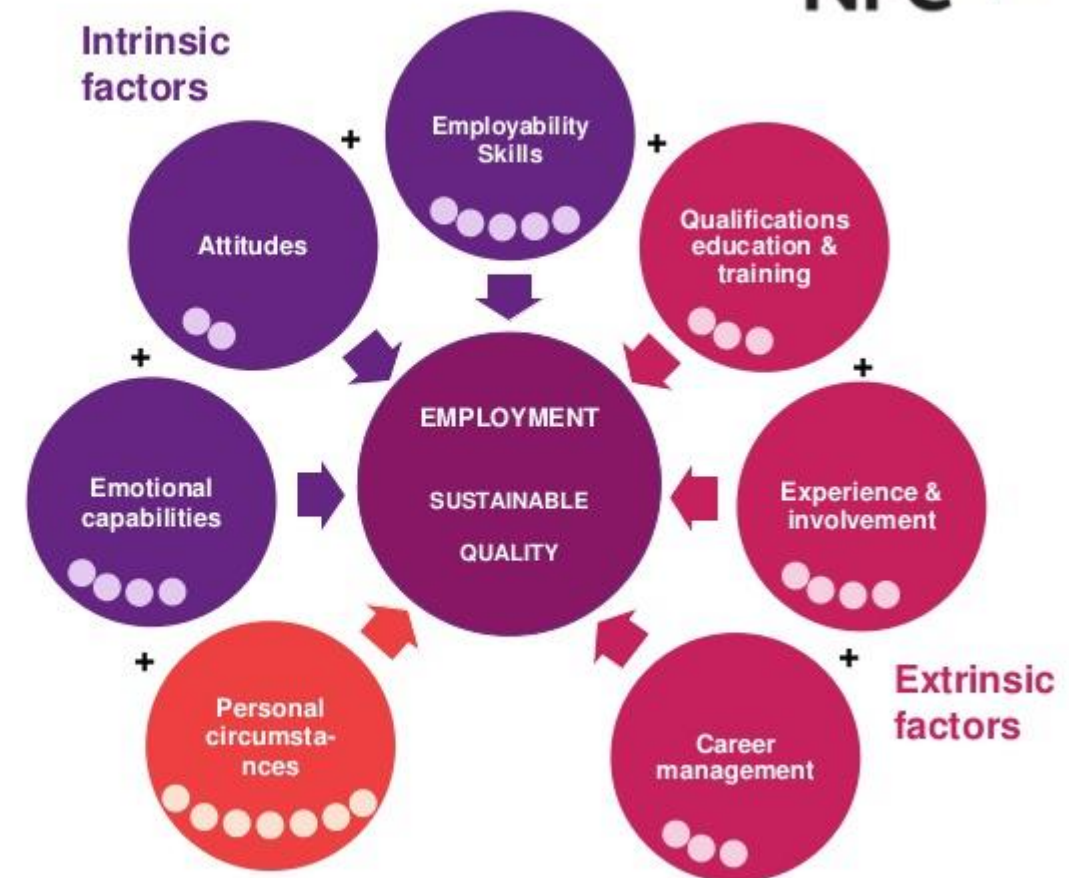 Intrinsic
factors
+
Employability
Skills
+
Attitudes
Qualifications
education &
training
+
+
EMPLOYMENT
SUSTAINABLE
QUALITY
Emotional
capabilities
Experience &
involvement
+
+
Personal
circumsta-
nces
Career
management
Extrinsic
factors